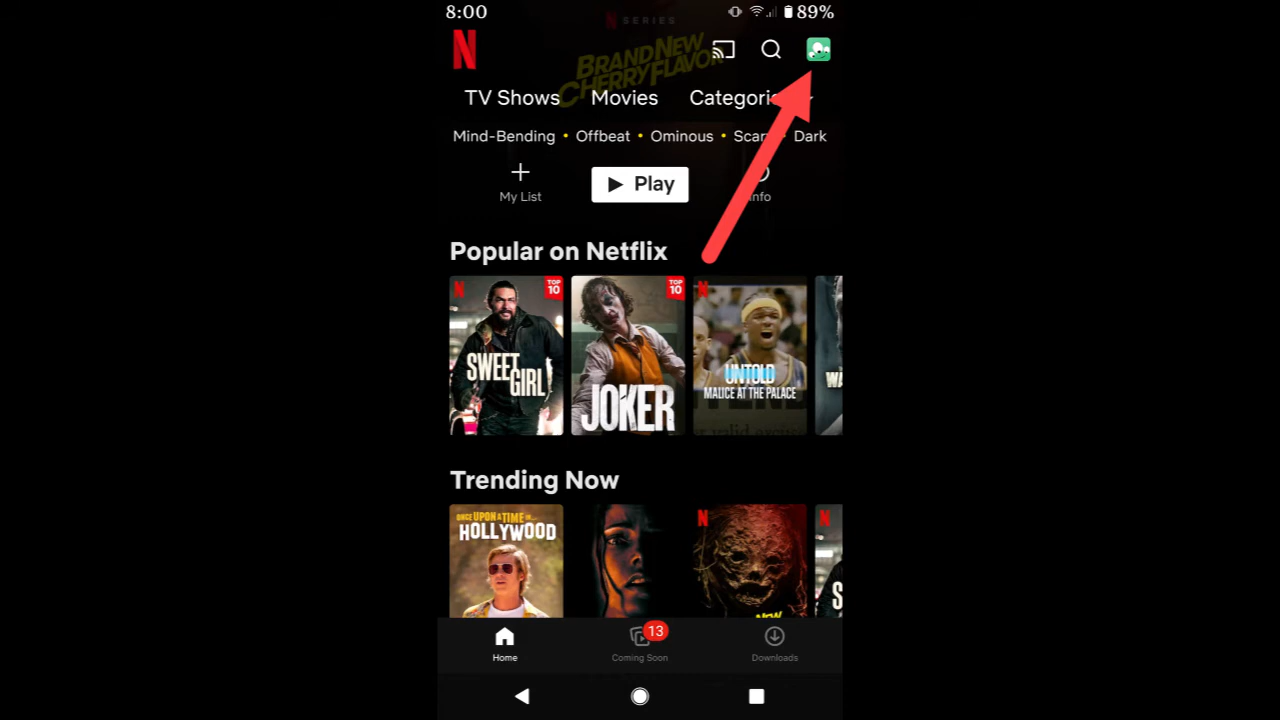 8:00
89%
N SERIES
BRAND NEW
CHERRY FLAVOR
N
TV Shows Movies
Mind-Bending • Offbeat • Ominous • Dark
My List
Play
Info
Popular on Netflix
N
TOP
10
SWEET
GIRL
TOP
10
JOKER
N
UNTOLD
MALICE AT THE PALACE
Trending Now
ONCE UPON A TIME IN...
HOLLYWOOD
N
NEW
N
S
13
Home
Coming Soon
Downloads